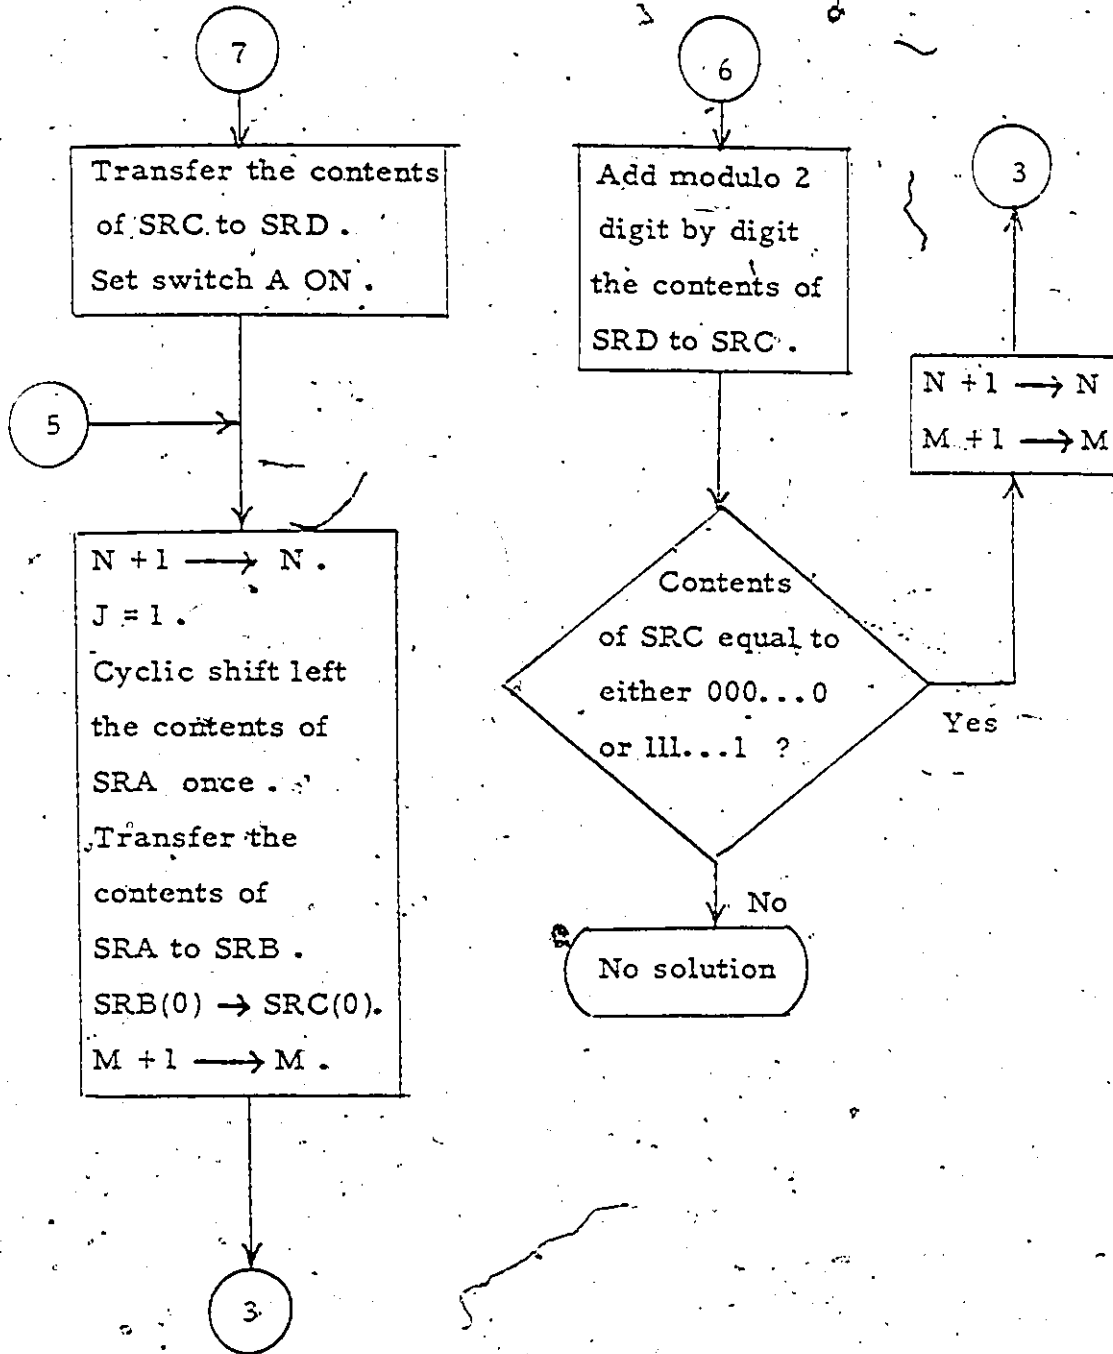 7
Transfer the contents
of SRC to SRD .
Set switch A ON .
5
N +1 → N .
J = 1 .
Cyclic shift left
the contents of
SRA once .
Transfer the
contents of
SRA to SRB .
SRB(0) → SRC(0).
M +1 → M .
3
6
Add modulo 2
digit by digit
the contents of
SRD to SRC .
Contents
of SRC equal to
either 000...0
or 111...1 ?
Yes
No
No solution
N +1 → N
M +1 → M
3